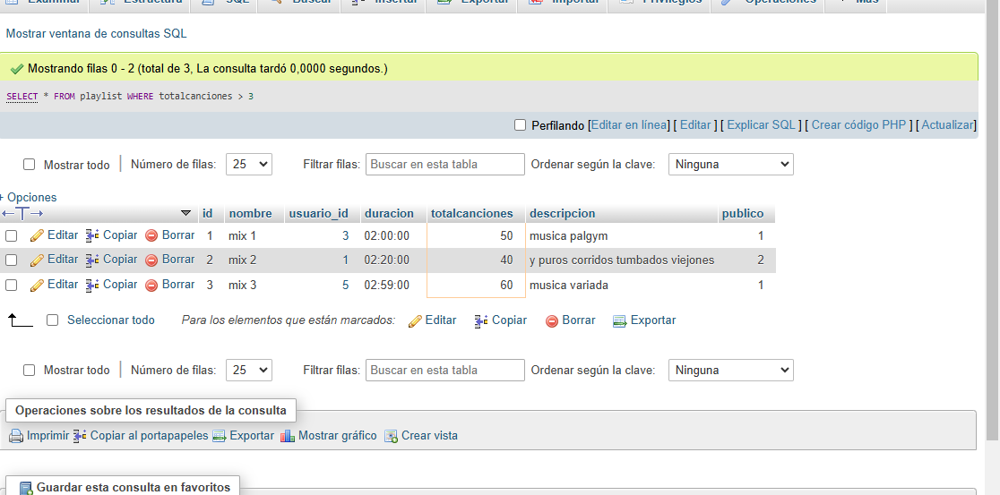 Examinar Estructura SQL Buscar Insertar Exportar Importar Privilegios Operaciones Más
Mostrar ventana de consultas SQL
Mostrando filas 0 - 2 (total de 3, La consulta tardó 0,0000 segundos.)
SELECT * FROM playlist WHERE totalcanciones > 3
Perfilando [Editar en línea] [ Editar ] [ Explicar SQL ] [ Crear código PHP ] [ Actualizar]
Mostrar todo | Número de filas: 25 Filtrar filas: Buscar en esta tabla Ordenar según la clave: Ninguna
+ Opciones
id nombre usuario_id duracion totalcanciones descripcion publico
Editar Copiar Borrar 1 mix 1 3 02:00:00 50 musica palgym 1
Editar Copiar Borrar 2 mix 2 1 02:20:00 40 y puros corridos tumbados viejones 2
Editar Copiar Borrar 3 mix 3 5 02:59:00 60 musica variada 1
Seleccionar todo Para los elementos que están marcados: Editar Copiar Borrar Exportar
Mostrar todo | Número de filas: 25 Filtrar filas: Buscar en esta tabla Ordenar según la clave: Ninguna
Operaciones sobre los resultados de la consulta
Imprimir Copiar al portapapeles Exportar Mostrar gráfico Crear vista
Guardar esta consulta en favoritos